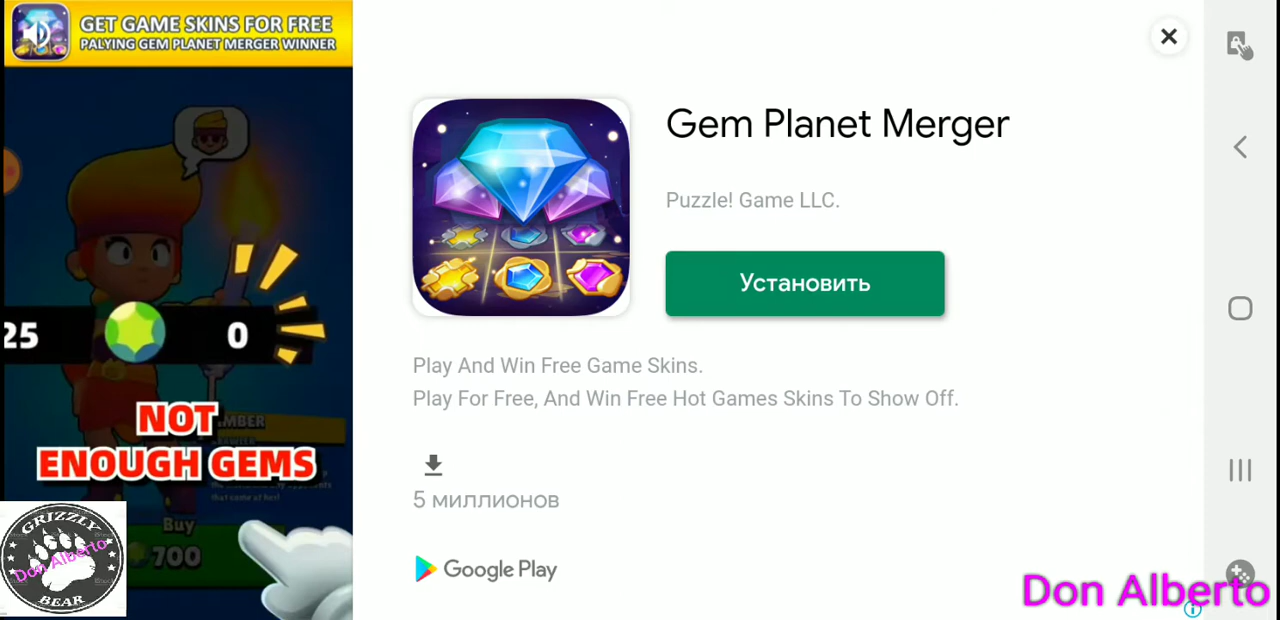 GET GAME SKINS FOR FREE
PALYING GEM PLANET MERGER WINNER
25
0
NOT
ENOUGH GEMS
Buy
700
GRIZZLY
Don Alberto
BEAR
Gem Planet Merger
Puzzle! Game LLC.
Установить
Play And Win Free Game Skins.
Play For Free, And Win Free Hot Games Skins To Show Off.
5 миллионов
Google Play
Don Alberto